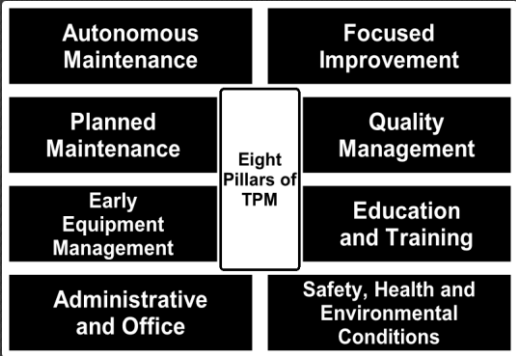 Autonomous
Maintenance
Focused
Improvement
Planned
Maintenance
Quality
Management
Eight
Pillars of
TPM
Early
Equipment
Management
Education
and Training
Administrative
and Office
Safety, Health and
Environmental
Conditions